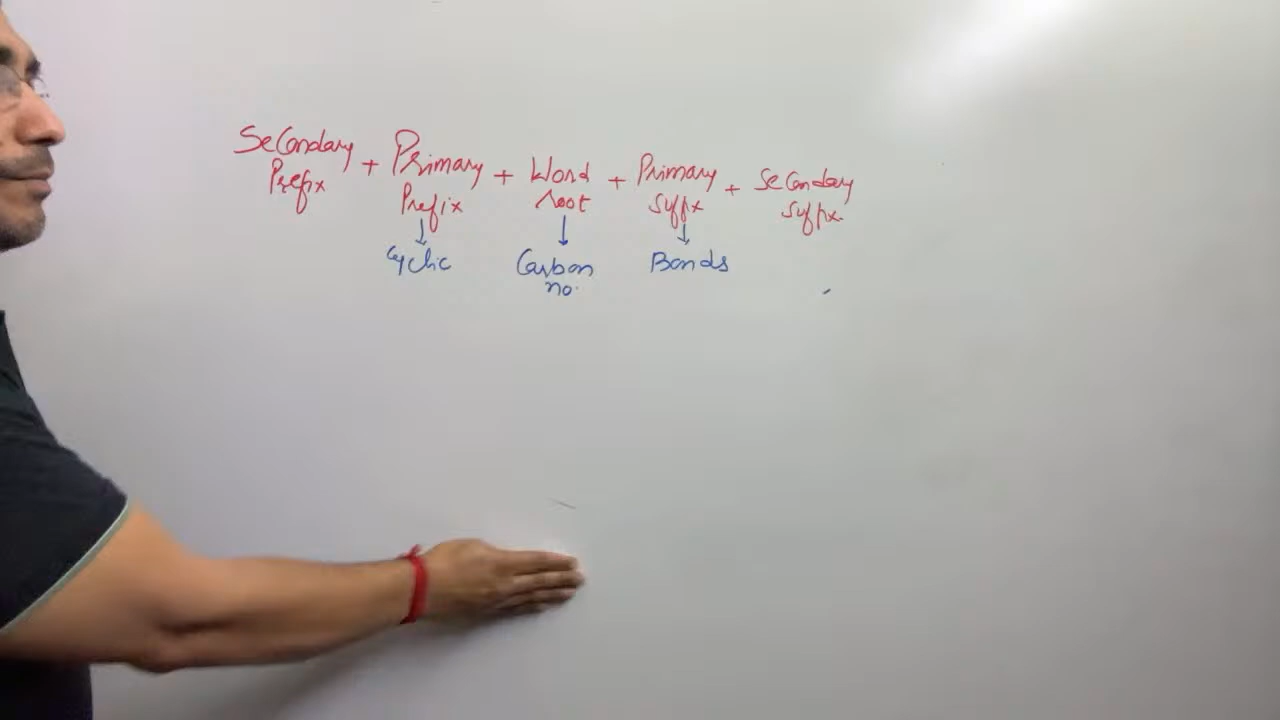 Secondary Prefix + Primary Prefix + Word root + Primary Suffix + Secondary Suffix
Cyclic Carbon no. Bonds